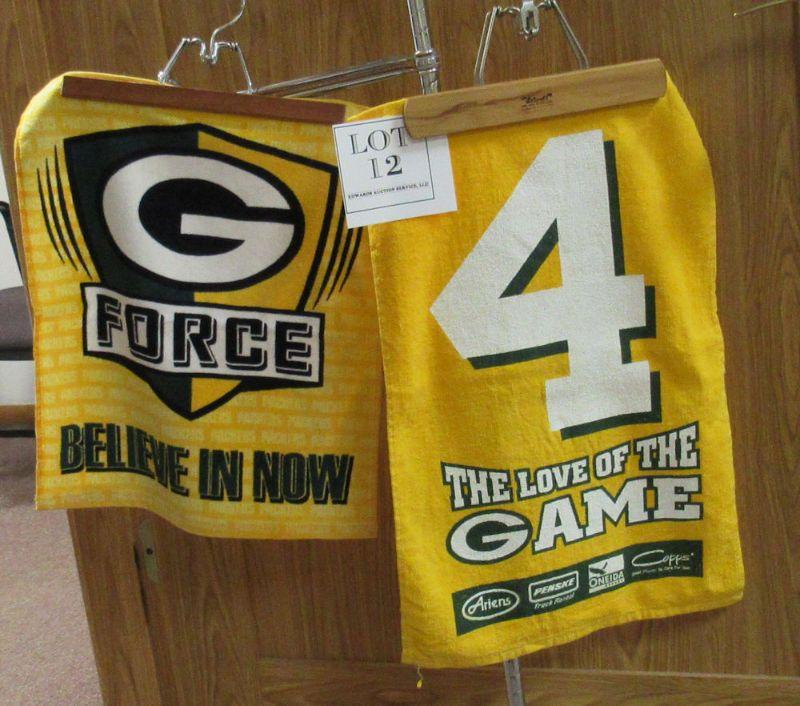 G
FORCE
BELIEVE IN NOW
LOT
12
EDWARDS AUCTION SERVICE, LLC
4
THE LOVE OF THE
GAME
Ariens
PENSKE
Truck Rental
ONEIDA
Copps